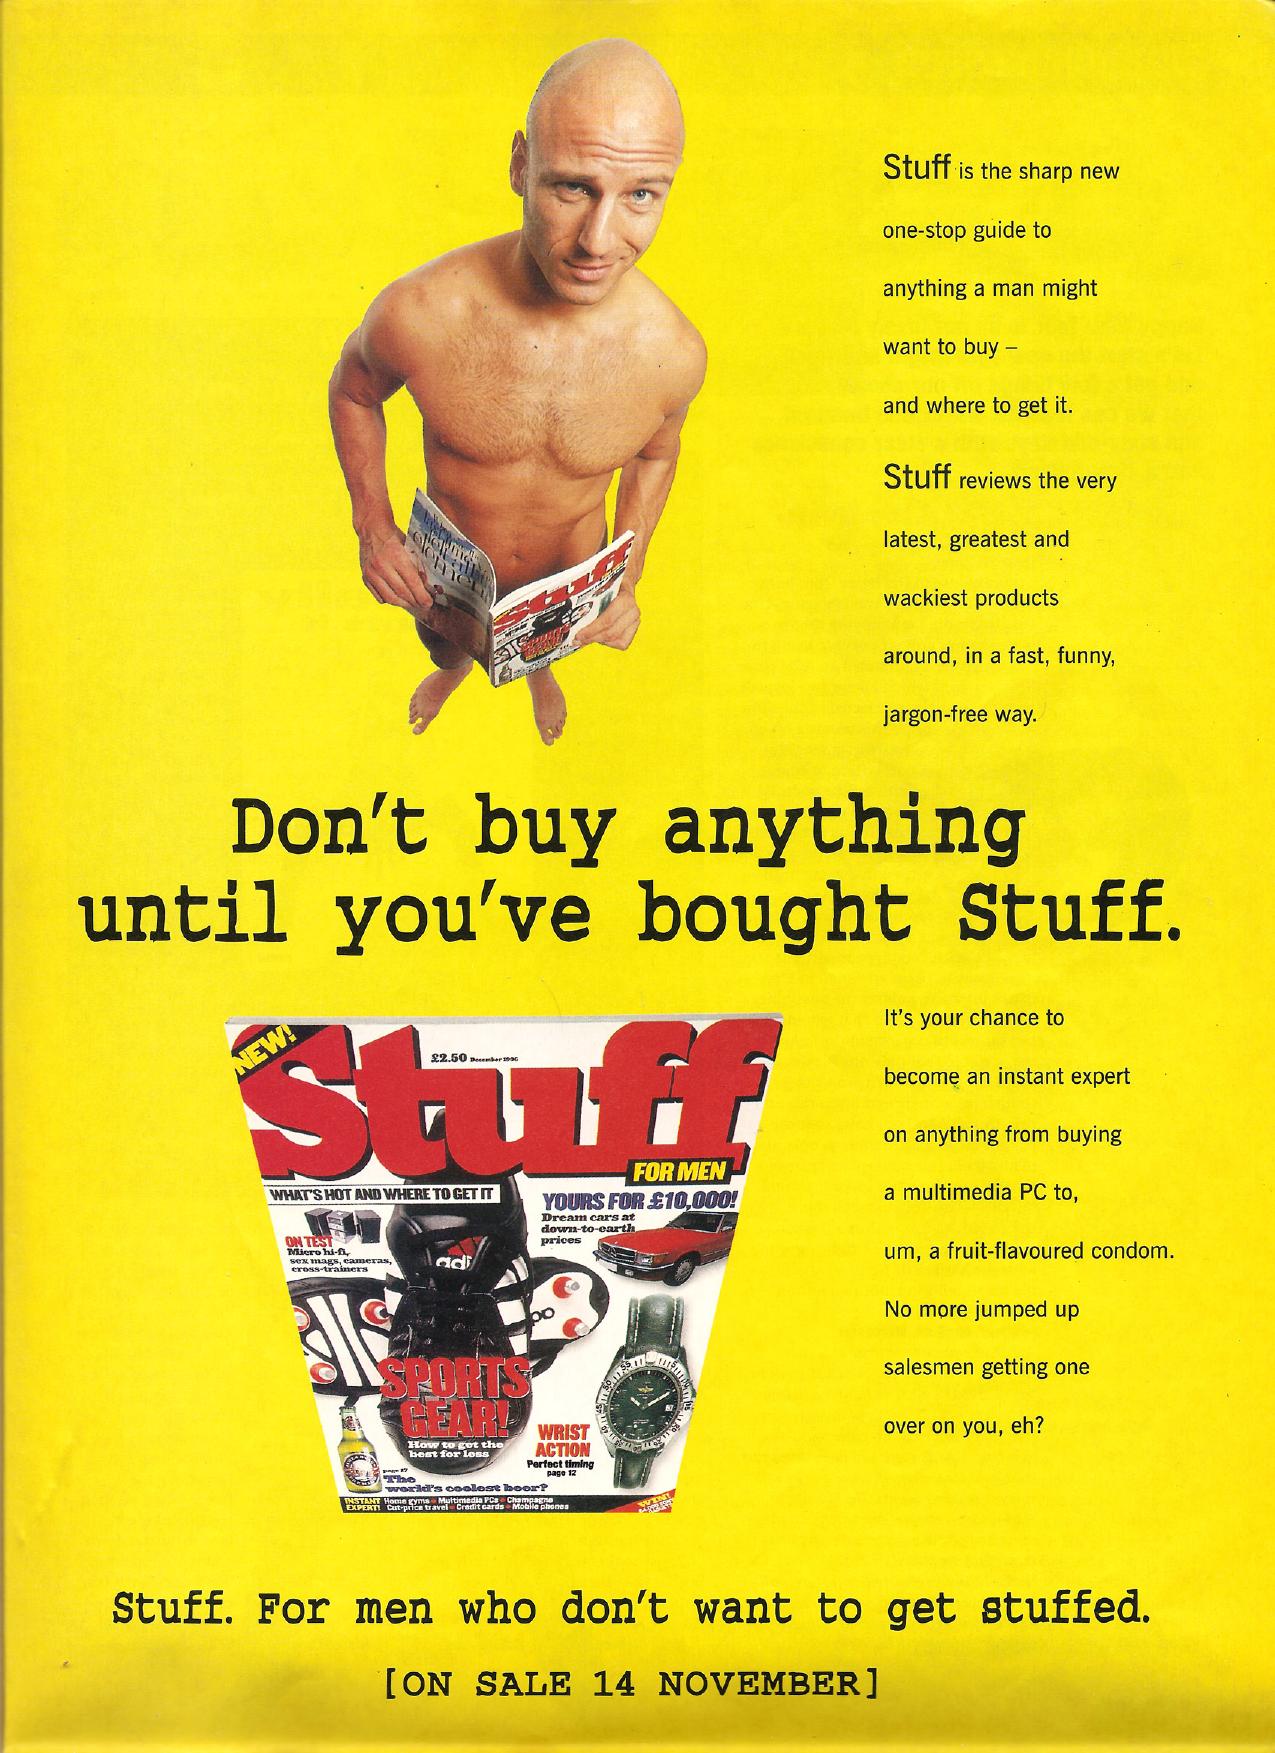 Stuff is the sharp new
one-stop guide to
anything a man might
want to buy –
and where to get it.
Stuff reviews the very
latest, greatest and
wackiest products
around, in a fast, funny,
jargon-free way.
Stuff
Don't buy anything
until you've bought Stuff.
NEW!
Stuff
£2.50 December 1996
FOR MEN
WHAT'S HOT AND WHERE TO GET IT
YOURS FOR £10,000!
Dream cars at
down-to-earth
prices
ON TEST
Micro hi-fi,
sex mags, cameras,
cross-trainers
adi
SPORTS
GEAR!
How to get the
best for less
WRIST
ACTION
Perfect timing
page 12
page 27
The
world's coolest beer?
INSTANT
EXPERT!
Home gyms • Multimedia PCs • Champagne
Cut-price travel • Credit cards • Mobile phones
WIN!
It's your chance to
become an instant expert
on anything from buying
a multimedia PC to,
um, a fruit-flavoured condom.
No more jumped up
salesmen getting one
over on you, eh?
Stuff. For men who don't want to get stuffed.
[ON SALE 14 NOVEMBER]